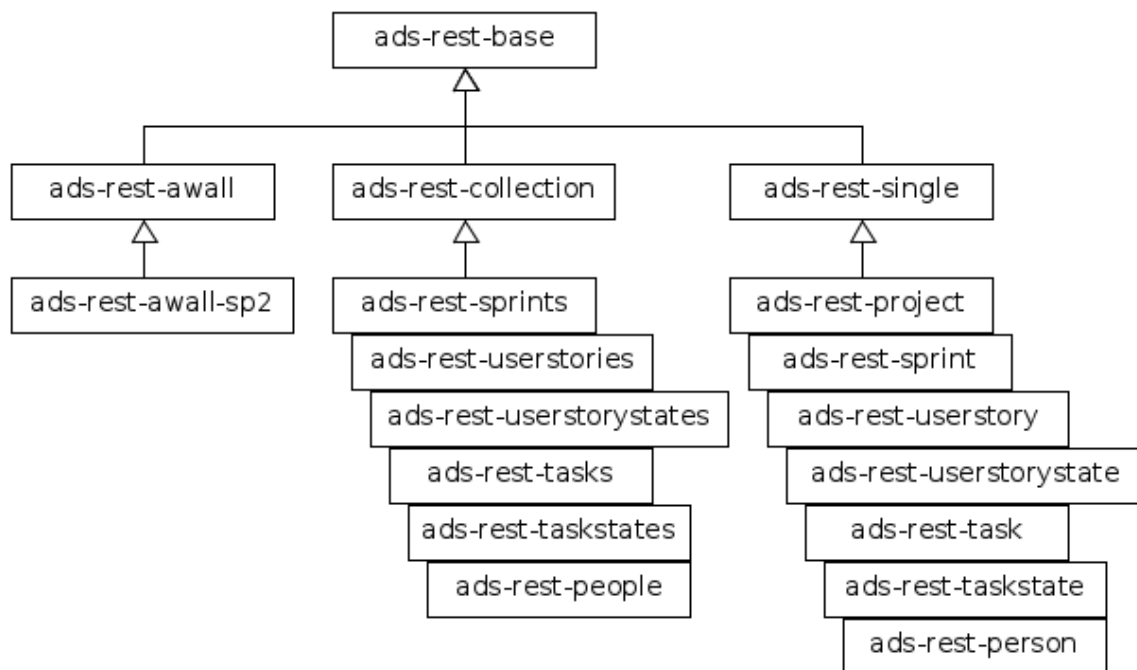 ads-rest-base
ads-rest-awall
ads-rest-collection
ads-rest-single
ads-rest-awall-sp2
ads-rest-sprints
ads-rest-project
ads-rest-userstories
ads-rest-sprint
ads-rest-userstorystates
ads-rest-userstory
ads-rest-tasks
ads-rest-userstorystate
ads-rest-taskstates
ads-rest-task
ads-rest-people
ads-rest-taskstate
ads-rest-person